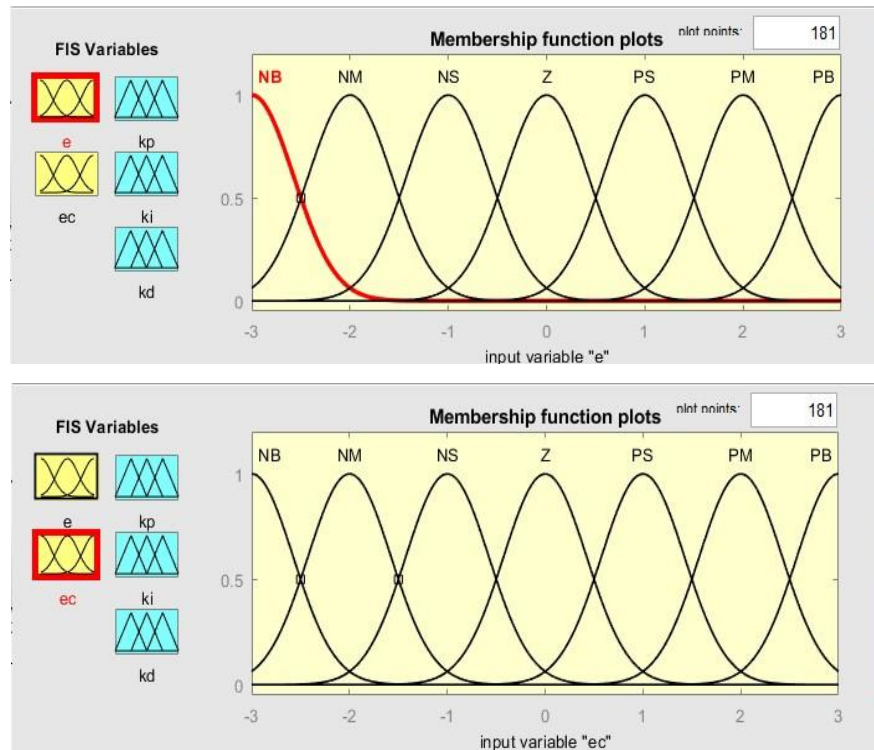 FIS Variables
e
kp
ec
ki
kd
Membership function plots
plot points:
181
NB NM NS Z PS PM PB
1
0.5
0
-3 -2 -1 0 1 2 3
input variable "e"
FIS Variables
e
kp
ec
ki
kd
Membership function plots
plot points:
181
NB NM NS Z PS PM PB
1
0.5
0
-3 -2 -1 0 1 2 3
input variable "ec"